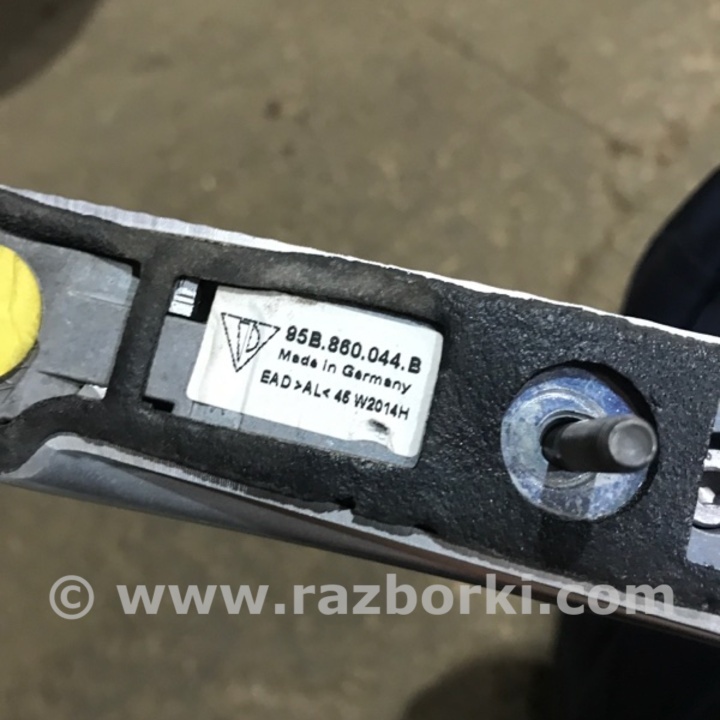 95B.860.044.B
Made in Germany
EAD >AL< 45 W2014H
© www.razborki.com